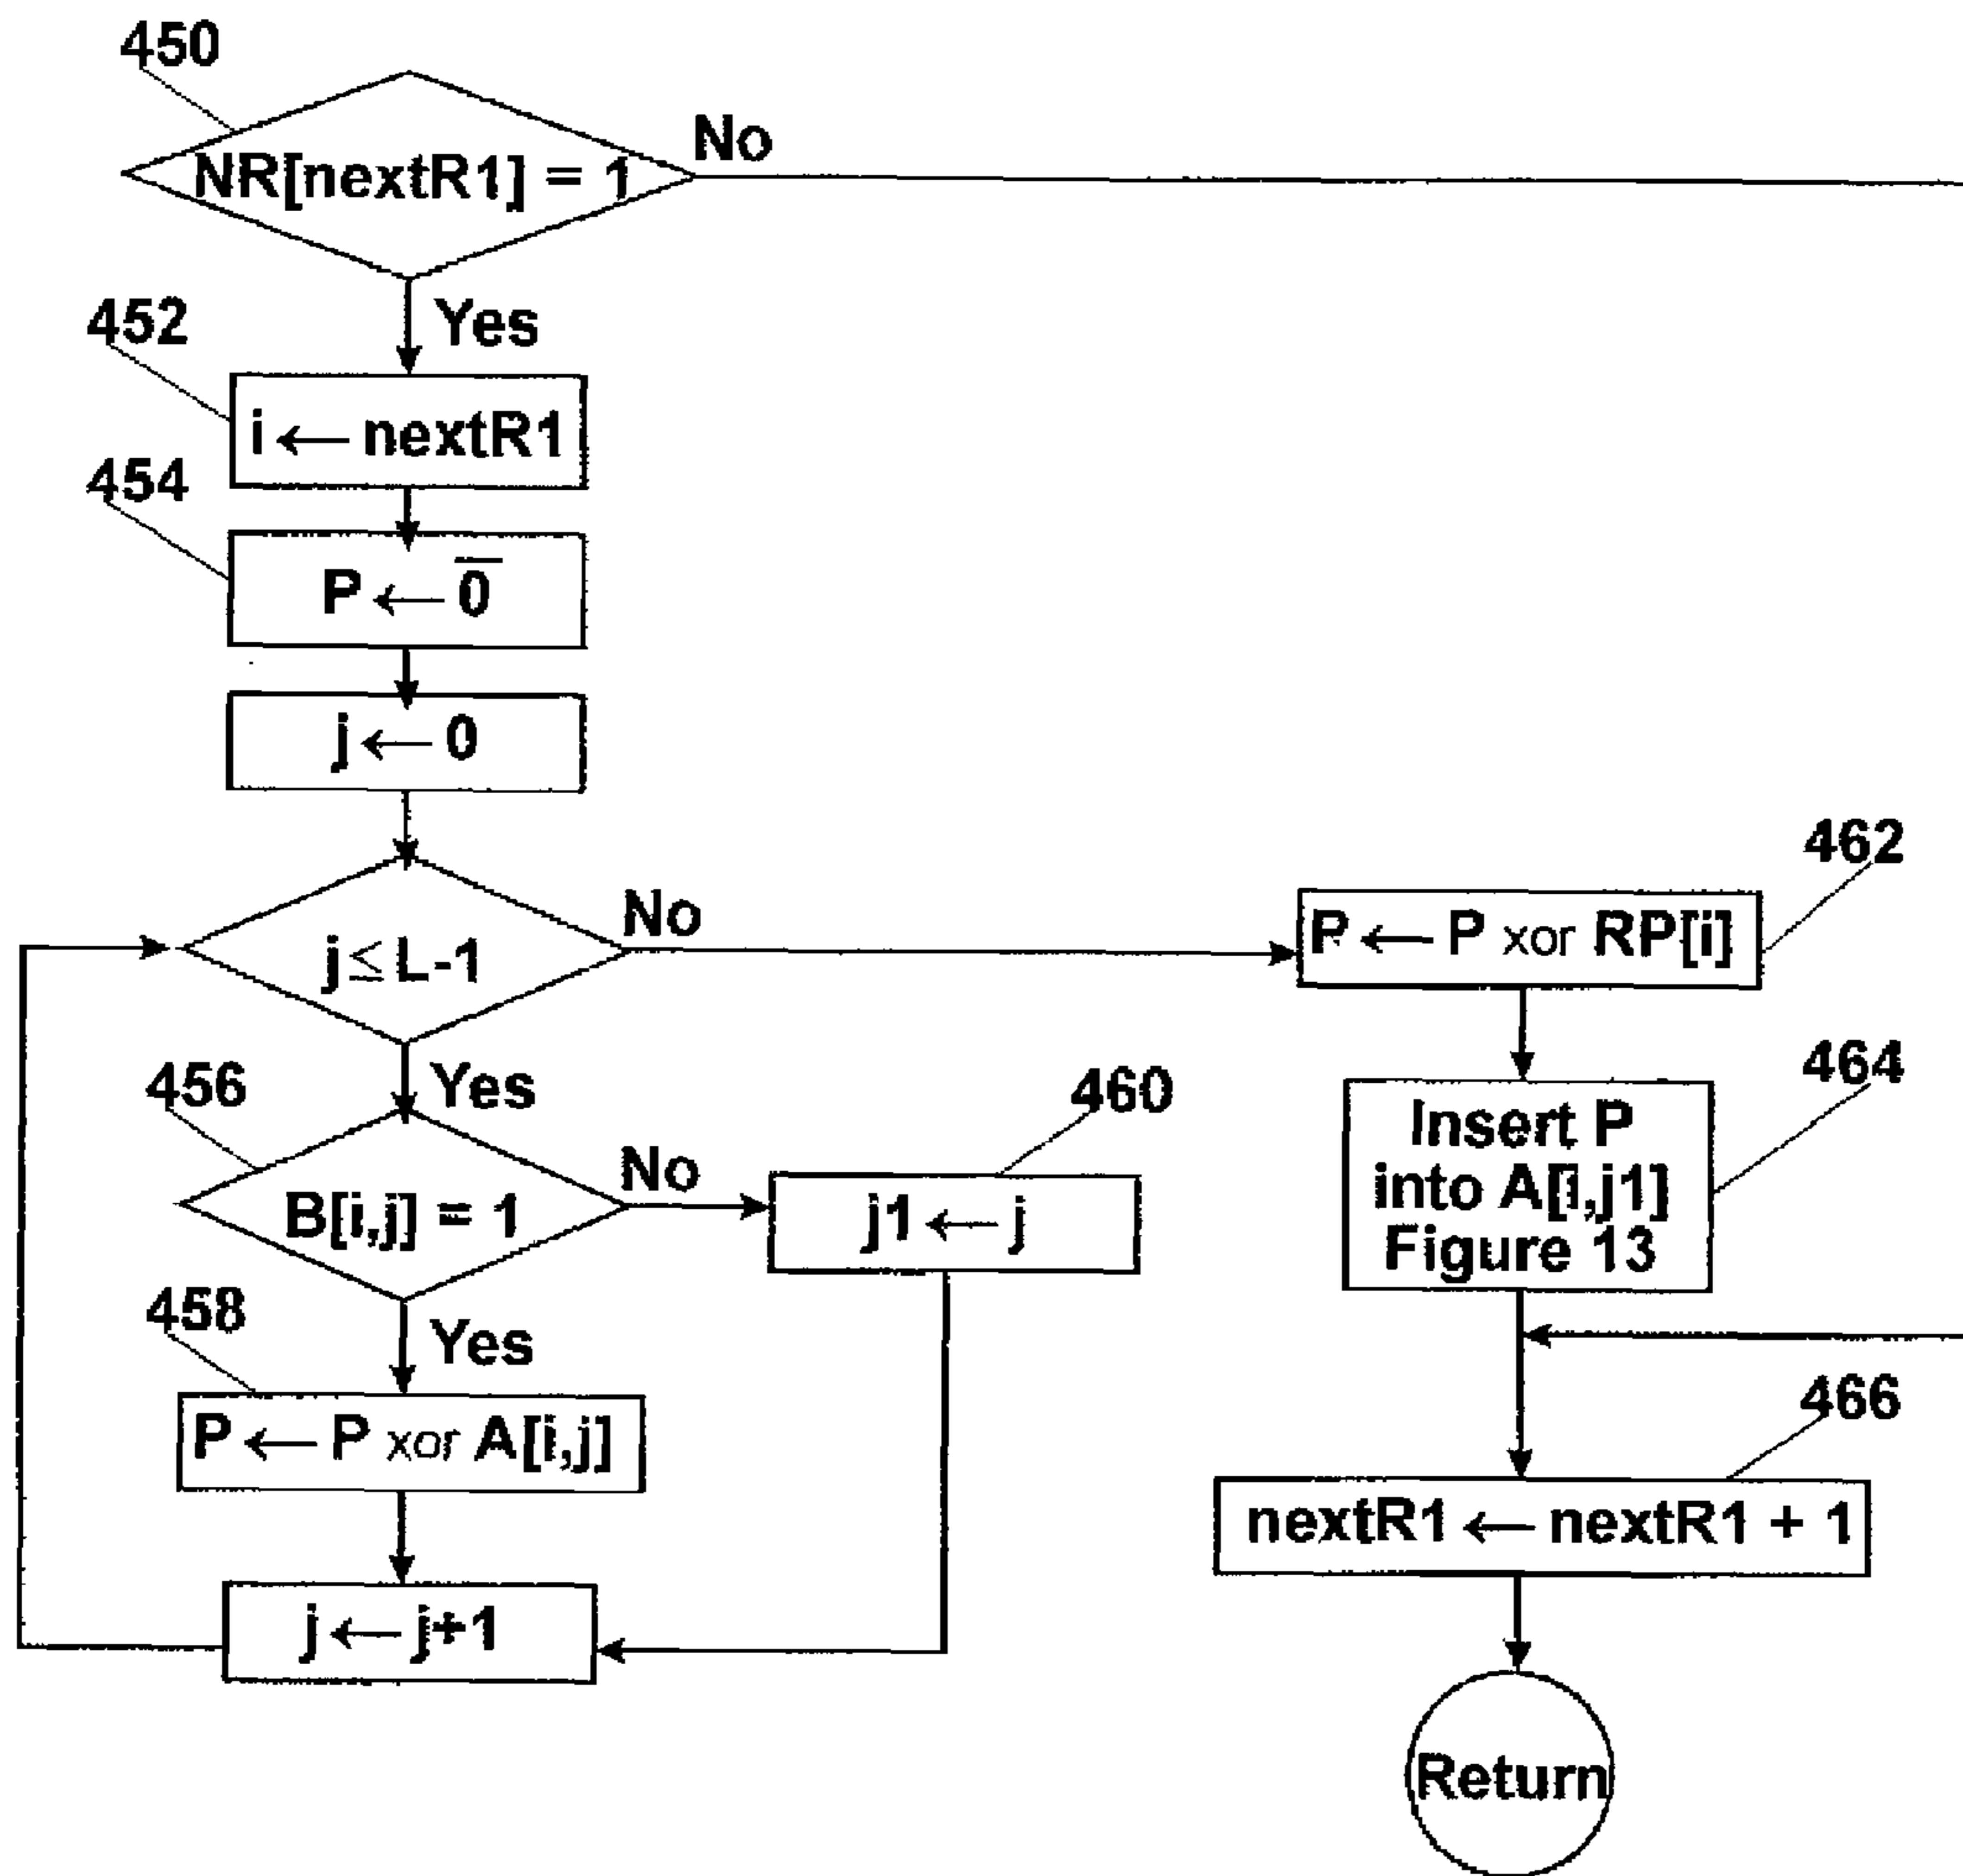 450
NR[nextR1] = 1
No
Yes
452
i ← nextR1
454
P ← 0̅
j ← 0
j ≤ L-1
No
Yes
456
B[i,j] = 1
No
460
j1 ← j
Yes
458
P ← P xor A[i,j]
j ← j+1
462
P ← P xor RP[i]
464
Insert P
into A[i,j1]
Figure 13
466
nextR1 ← nextR1 + 1
Return